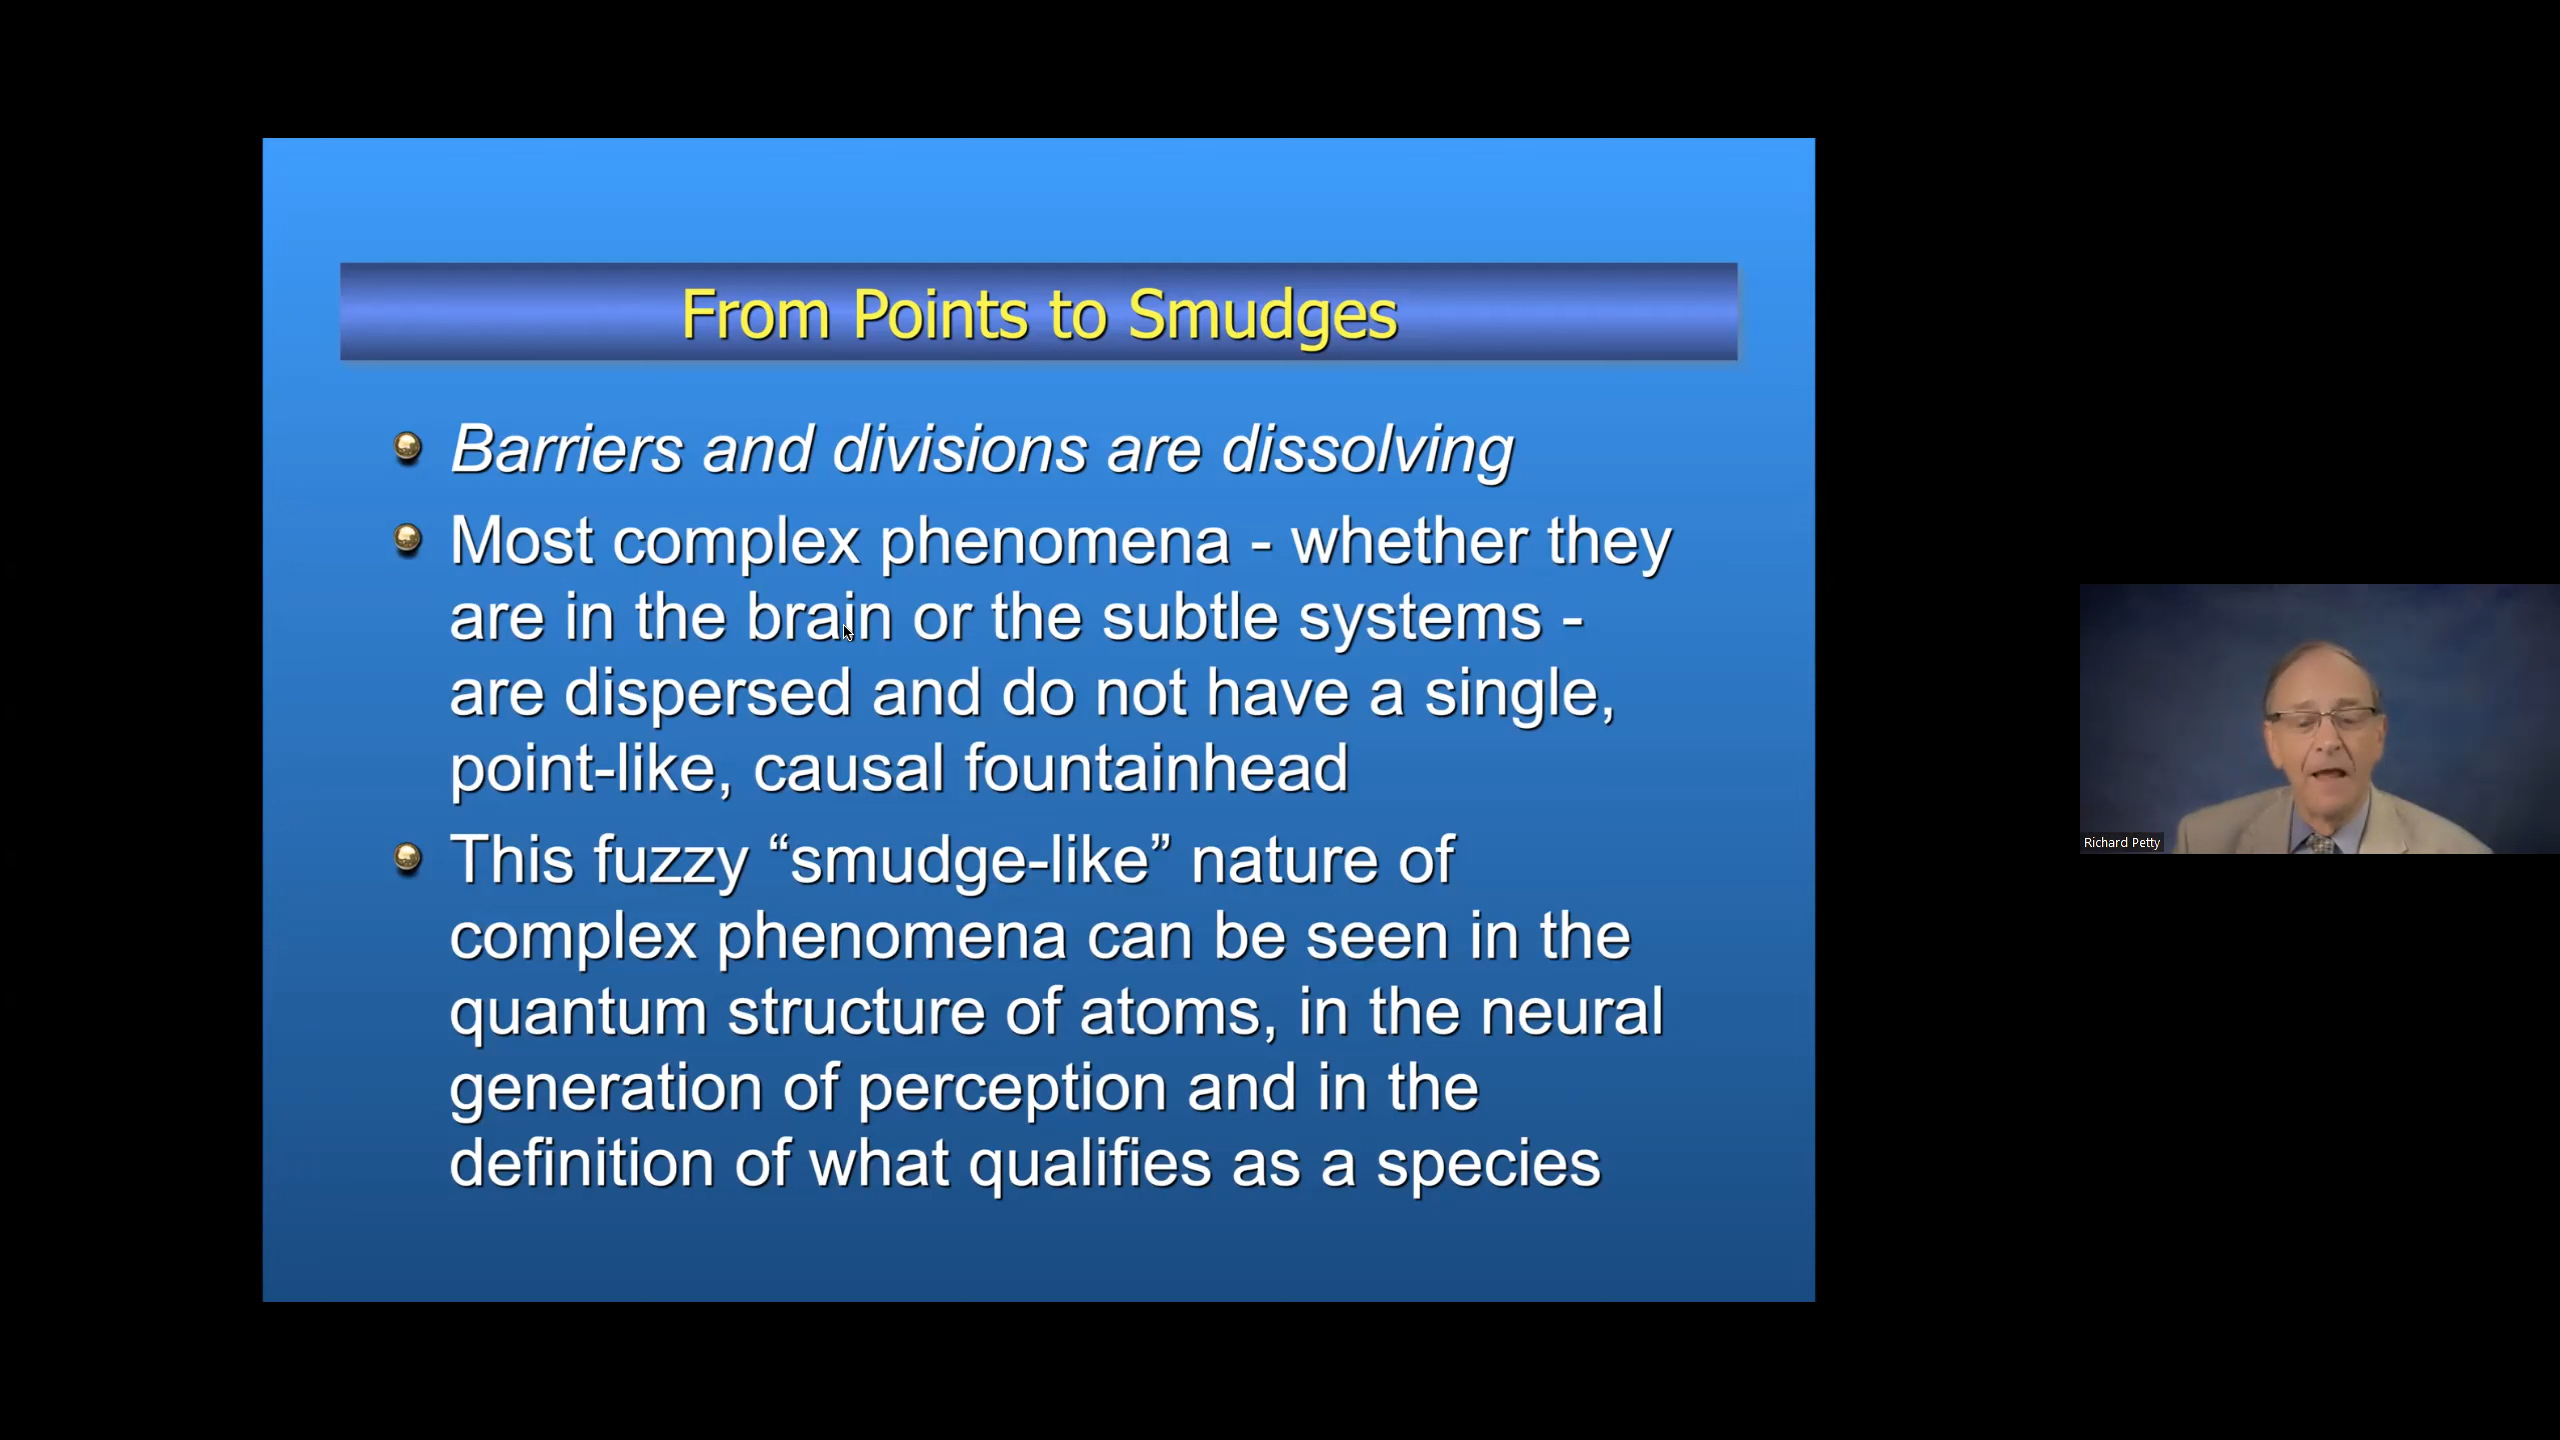 From Points to Smudges
Barriers and divisions are dissolving
Most complex phenomena - whether they
are in the brain or the subtle systems -
are dispersed and do not have a single,
point-like, causal fountainhead
This fuzzy “smudge-like” nature of
complex phenomena can be seen in the
quantum structure of atoms, in the neural
generation of perception and in the
definition of what qualifies as a species
Richard Petty